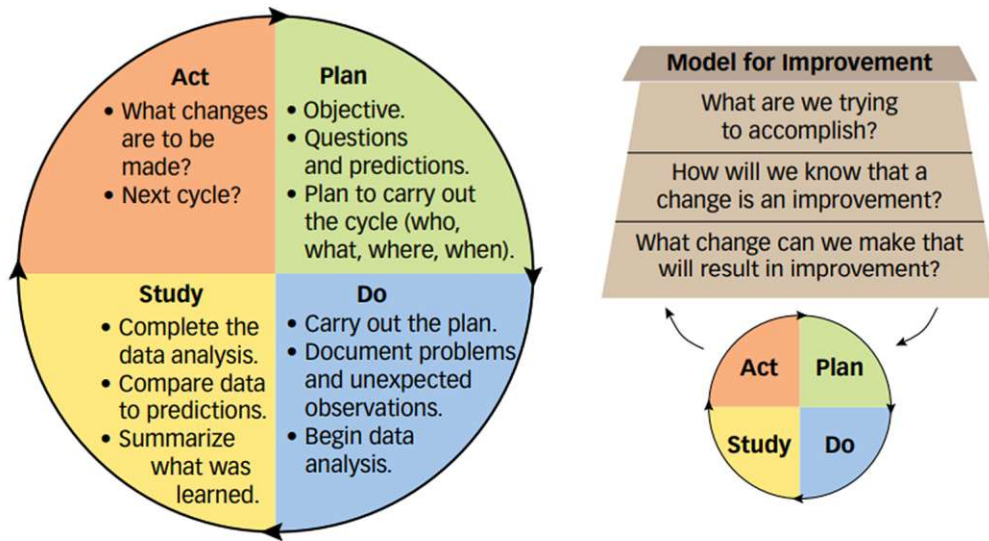 Act
• What changes
are to be
made?
• Next cycle?
Plan
• Objective.
• Questions
and predictions.
• Plan to carry out
the cycle (who,
what, where, when).
Study
• Complete the
data analysis.
• Compare data
to predictions.
• Summarize
what was
learned.
Do
• Carry out the plan.
• Document problems
and unexpected
observations.
• Begin data
analysis.
Model for Improvement
What are we trying
to accomplish?
How will we know that a
change is an improvement?
What change can we make that
will result in improvement?
Act
Plan
Study
Do